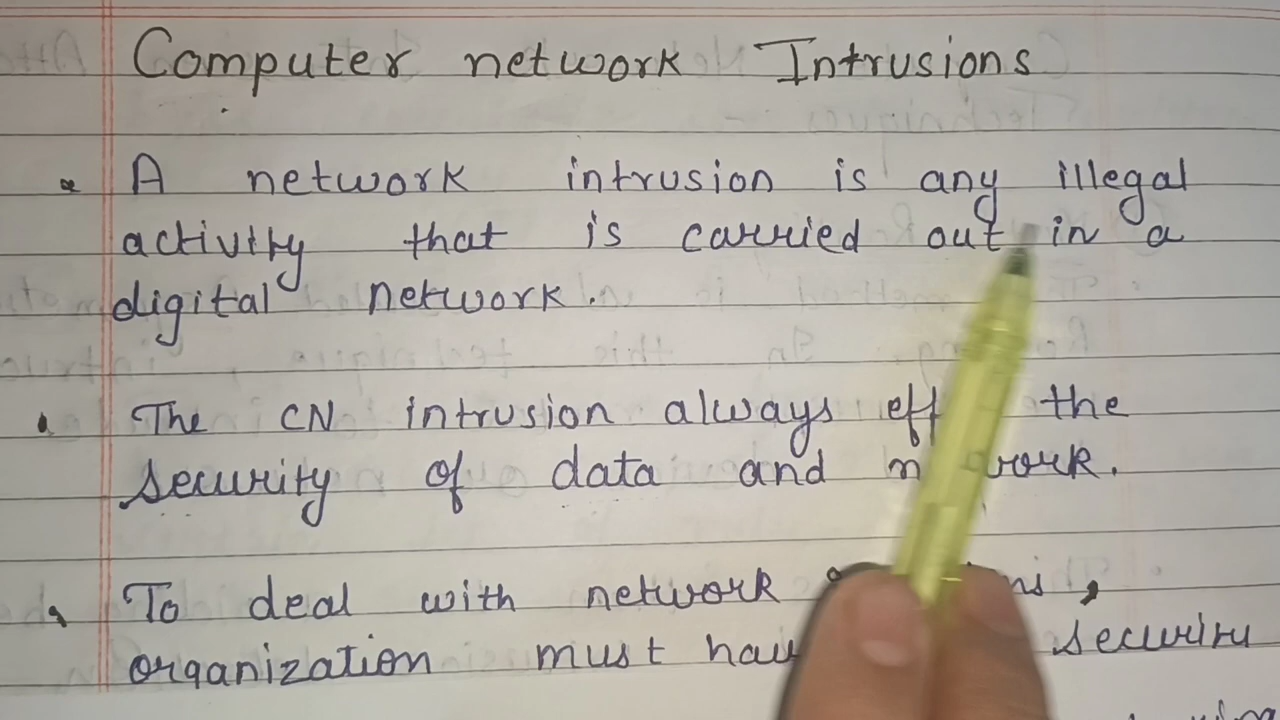 Computer network Intrusions
A network intrusion is any illegal
activity that is carried out in a
digital network.
The CN intrusion always the
security of data and
To deal with network
organization must security